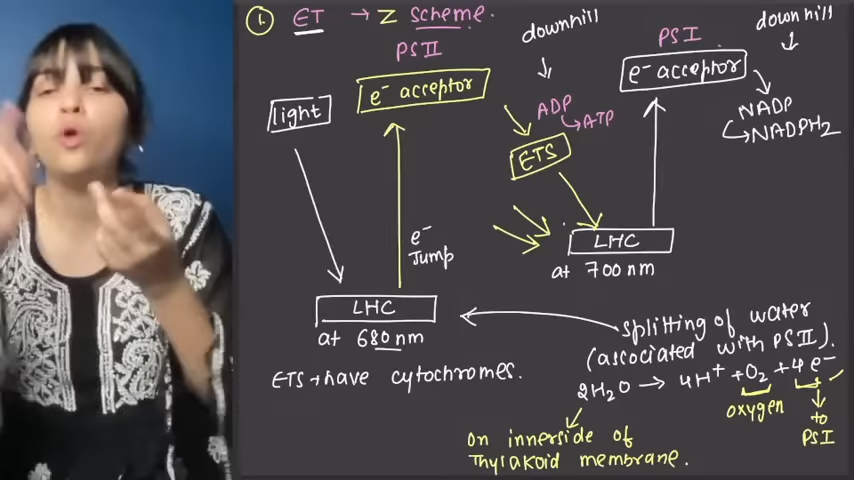 ① ET → Z scheme.
PS II
downhill
PS I
downhill
light
e⁻ acceptor
e⁻ acceptor
ADP
→ATP
NADP
→NADPH2
ETS
e⁻
Jump
LHC
at 700 nm
LHC
at 680 nm
splitting of water
(associated with PS II).
ETS → have cytochromes.
2H₂O → 4H⁺ + O₂ + 4e⁻
oxygen
to
PS I
On innerside of
Thylakoid membrane.